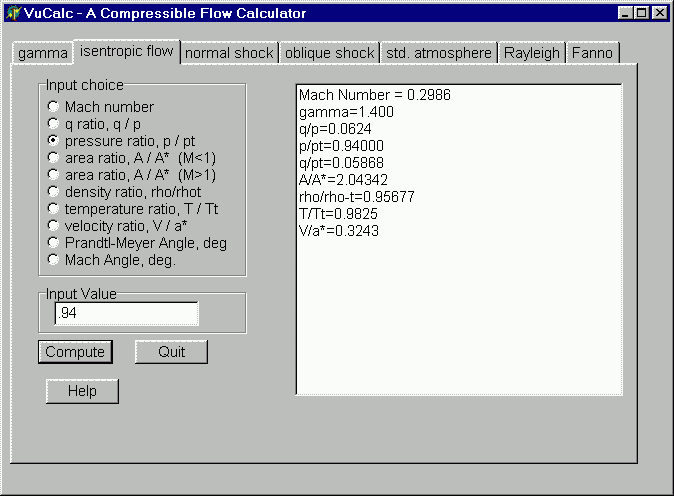 VuCalc - A Compressible Flow Calculator
gamma isentropic flow normal shock oblique shock std. atmosphere Rayleigh Fanno
Input choice
Mach number
q ratio, q / p
pressure ratio, p / pt
area ratio, A / A* (M<1)
area ratio, A / A* (M>1)
density ratio, rho/rhot
temperature ratio, T / Tt
velocity ratio, V / a*
Prandtl-Meyer Angle, deg
Mach Angle, deg.
Input Value
.94
Compute Quit
Help
Mach Number = 0.2986
gamma=1.400
q/p=0.0624
p/pt=0.94000
q/pt=0.05868
A/A*=2.04342
rho/rho-t=0.95677
T/Tt=0.9825
V/a*=0.3243